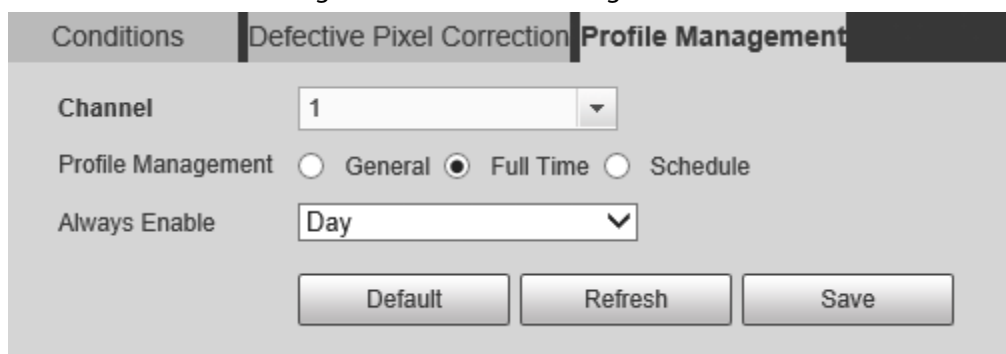 Conditions Defective Pixel Correction Profile Management
Channel 1
Profile Management General Full Time Schedule
Always Enable Day
Default Refresh Save